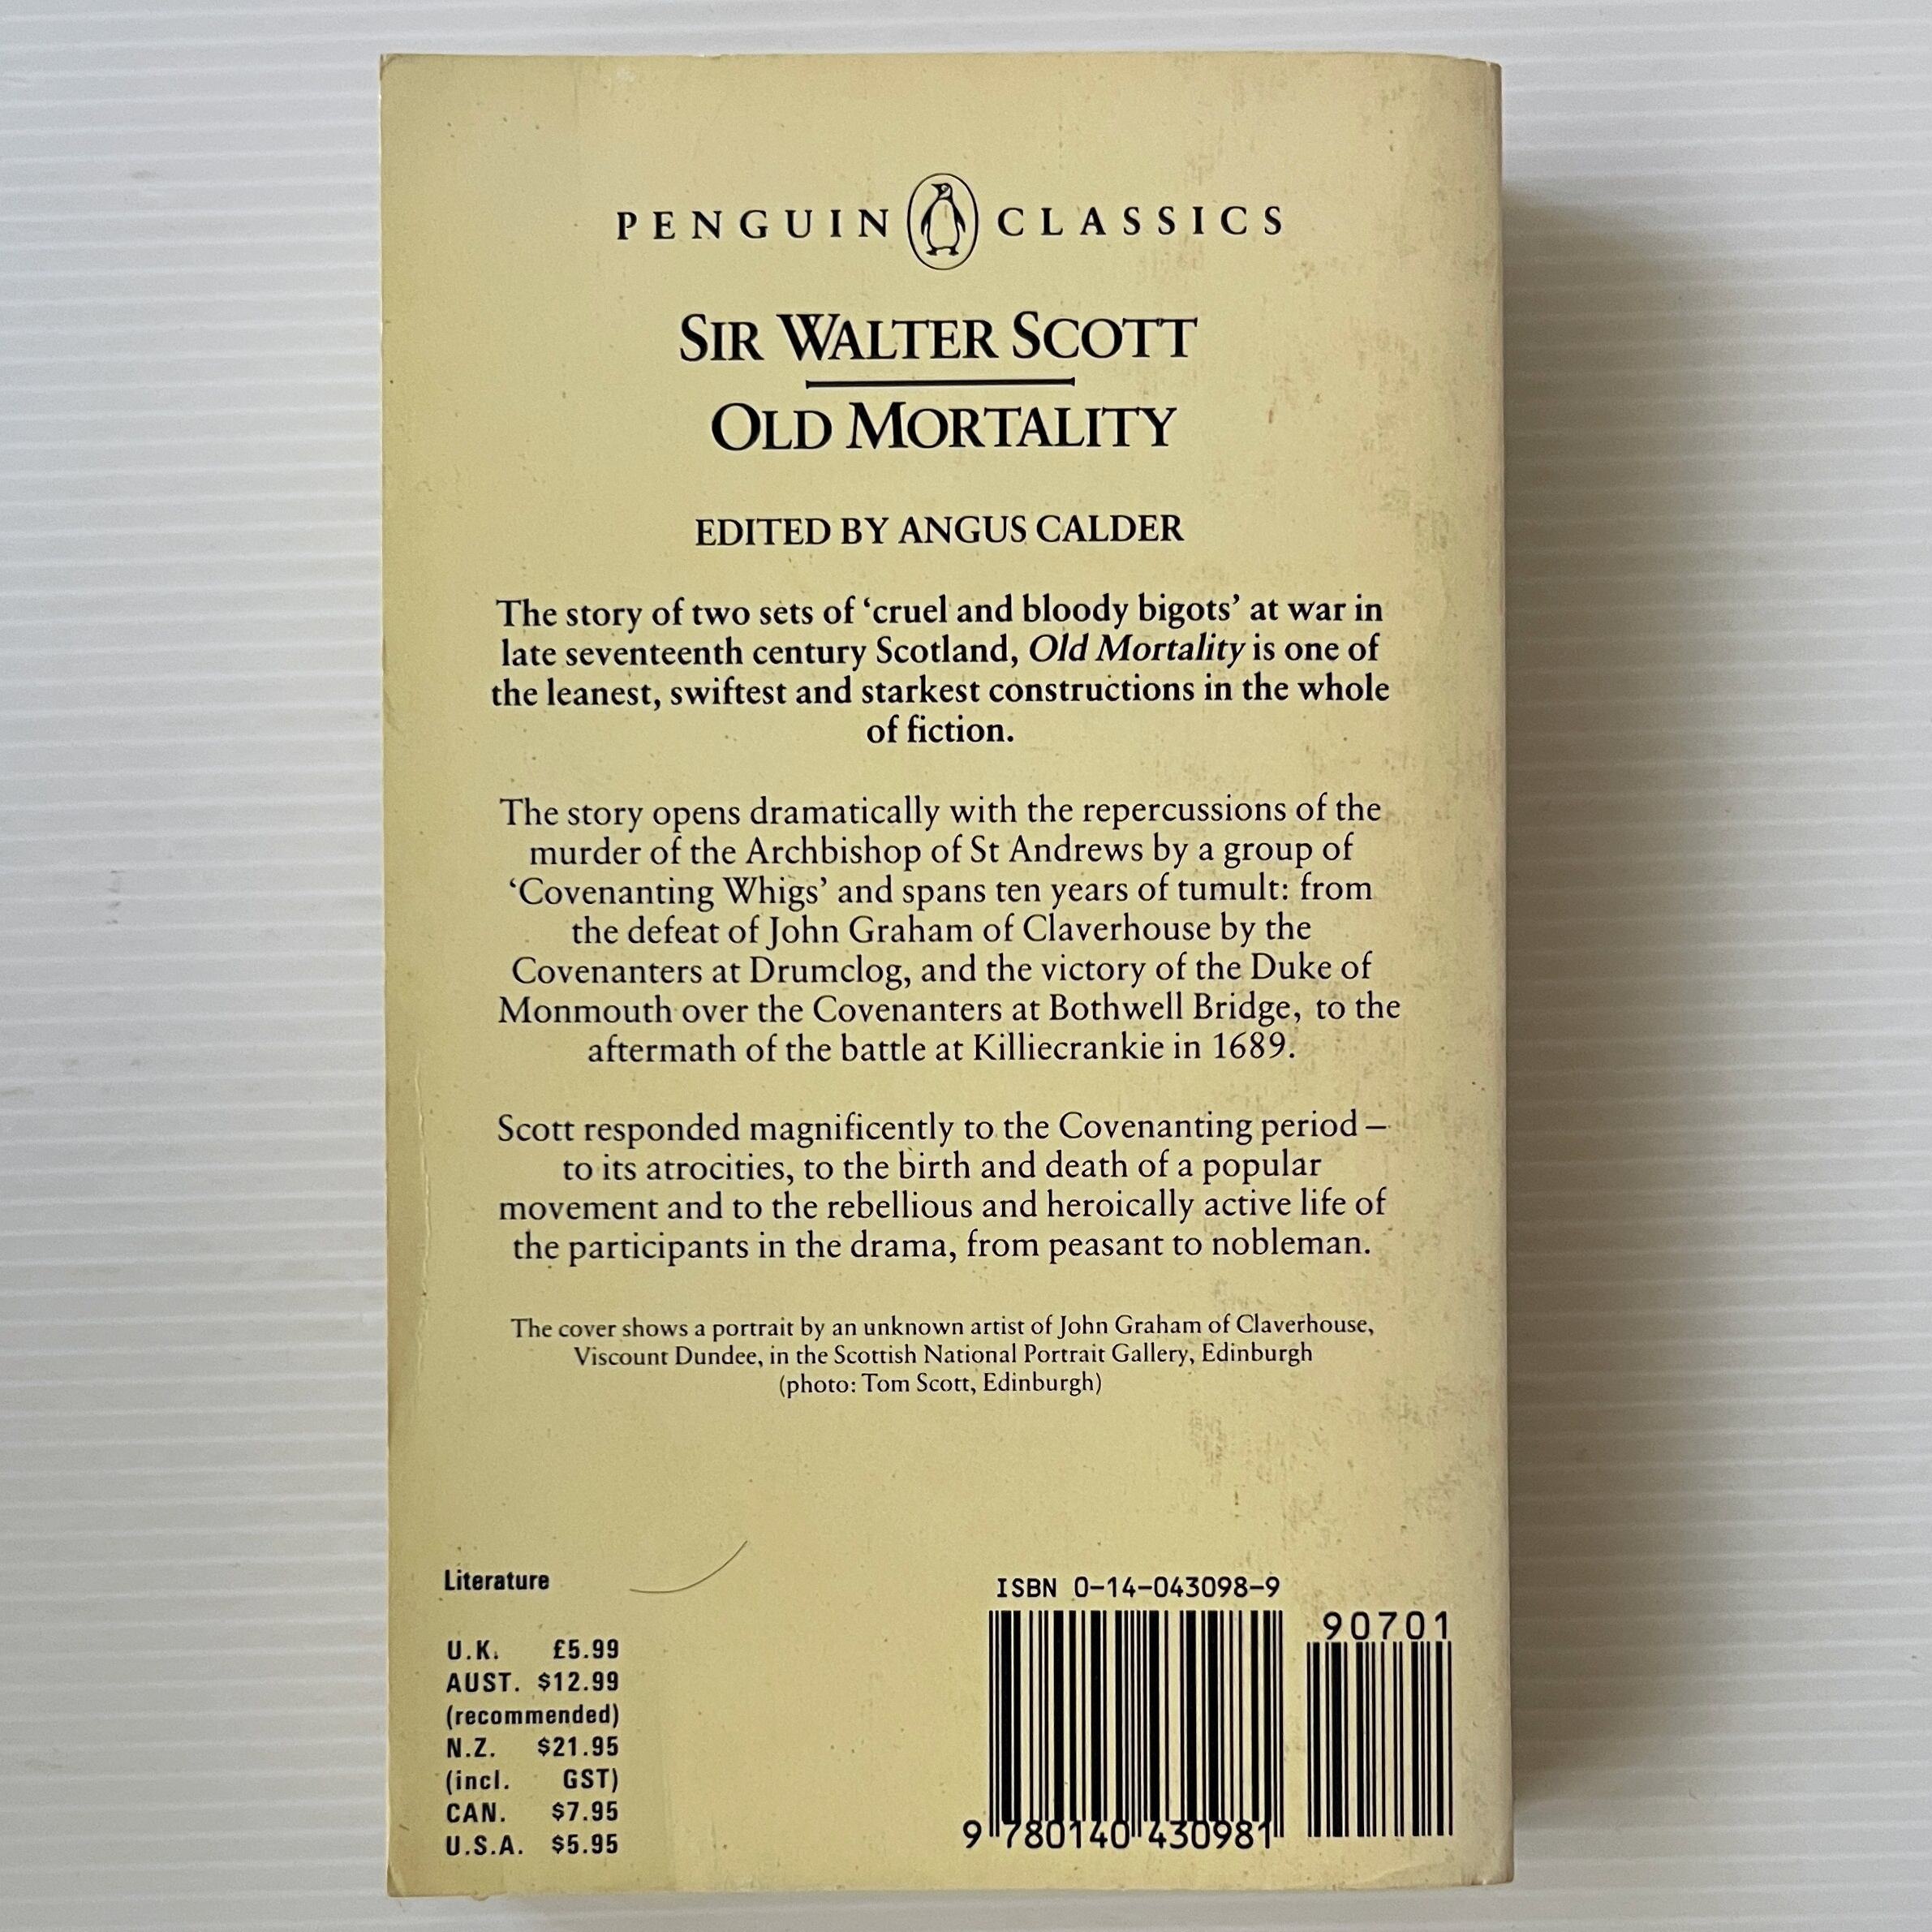 PENGUIN CLASSICS
SIR WALTER SCOTT
OLD MORTALITY
EDITED BY ANGUS CALDER
The story of two sets of ‘cruel and bloody bigots’ at war in
late seventeenth century Scotland, Old Mortality is one of
the leanest, swiftest and starkest constructions in the whole
of fiction.
The story opens dramatically with the repercussions of the
murder of the Archbishop of St Andrews by a group of
‘Covenanting Whigs’ and spans ten years of tumult: from
the defeat of John Graham of Claverhouse by the
Covenanters at Drumclog, and the victory of the Duke of
Monmouth over the Covenanters at Bothwell Bridge, to the
aftermath of the battle at Killiecrankie in 1689.
Scott responded magnificently to the Covenanting period –
to its atrocities, to the birth and death of a popular
movement and to the rebellious and heroically active life of
the participants in the drama, from peasant to nobleman.
The cover shows a portrait by an unknown artist of John Graham of Claverhouse,
Viscount Dundee, in the Scottish National Portrait Gallery, Edinburgh
(photo: Tom Scott, Edinburgh)
Literature
U.K. £5.99
AUST. $12.99
(recommended)
N.Z. $21.95
(incl. GST)
CAN. $7.95
U.S.A. $5.95
ISBN 0-14-043098-9
90701
9 780140 430981